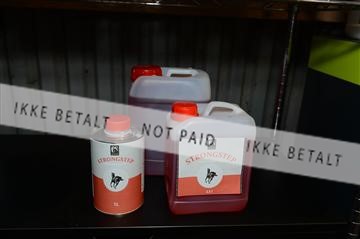 IKKE BETALT
NOT PAID
IKKE BETALT
STRONGSTEP
1L
STRONGSTEP